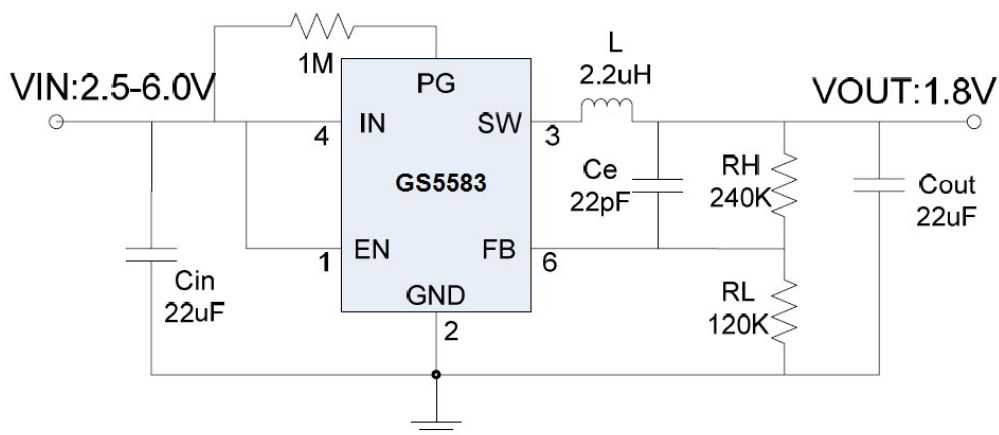 1M
L
2.2uH
VIN:2.5-6.0V
PG
VOUT:1.8V
4
IN
SW
3
GS5583
Ce
22pF
RH
240K
Cout
22uF
1
EN
FB
6
Cin
22uF
GND
2
RL
120K